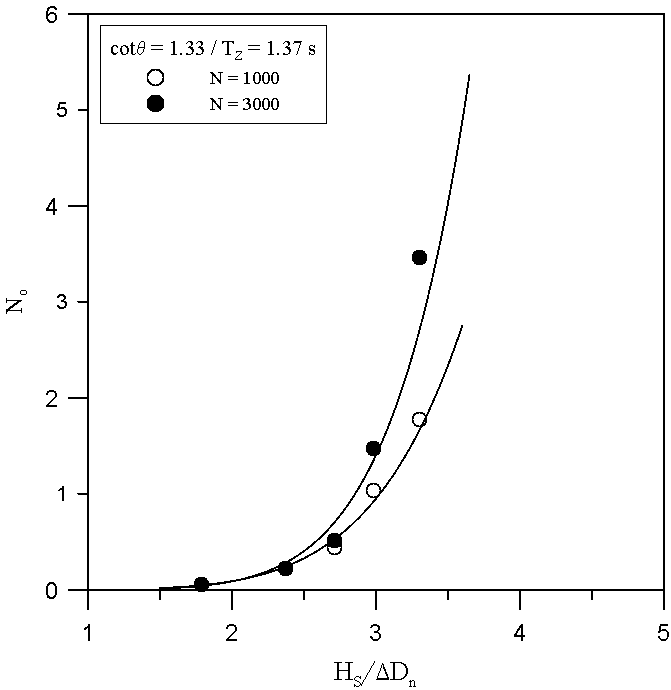 6
cotθ = 1.33 / T_Z = 1.37 s
N = 1000
N = 3000
5
4
3
2
1
0
N_o
1 2 3 4 5
H_S/ΔD_n